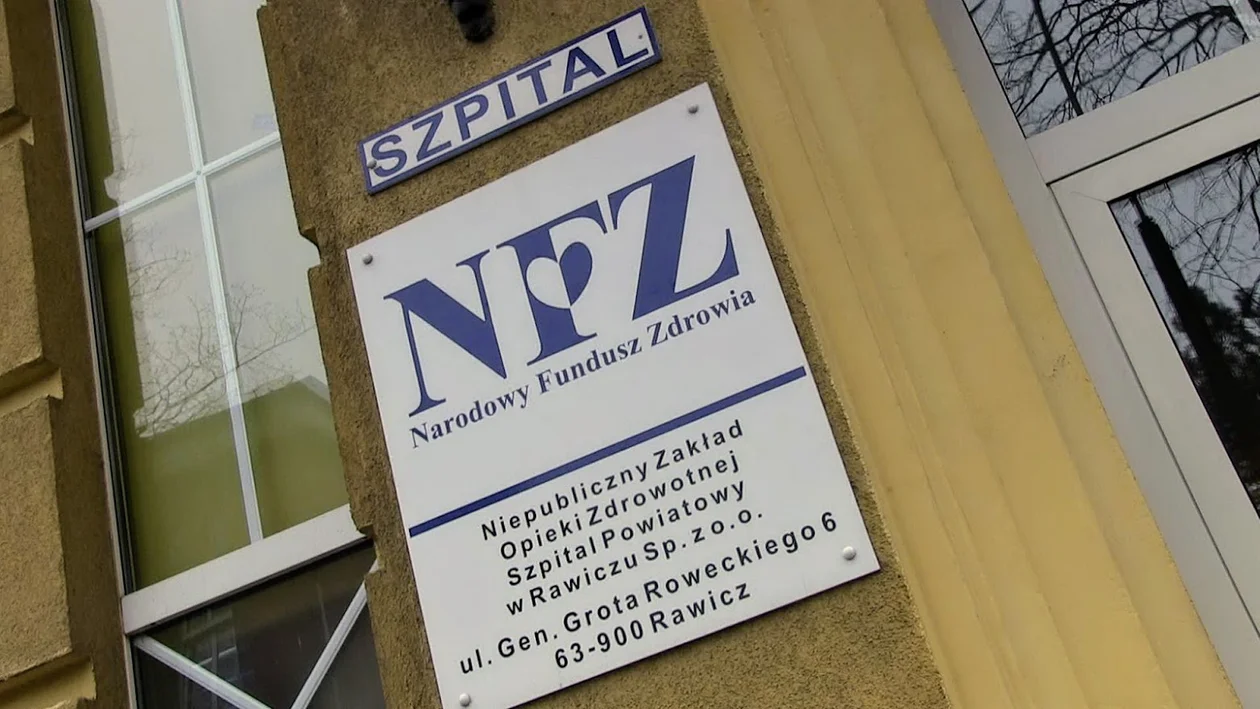 SZPITAL
NFZ
Narodowy Fundusz Zdrowia
Niepubliczny Zakład
Opieki Zdrowotnej
Szpital Powiatowy
w Rawiczu Sp. z o.o.
ul. Gen. Grota Roweckiego 6
63-900 Rawicz